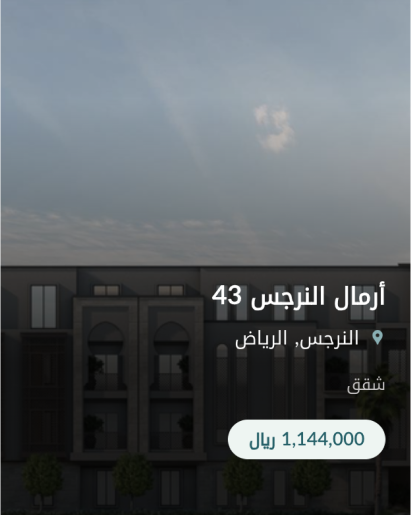 أرمال النرجس 43
النرجس, الرياض
شقق
1,144,000 ريال